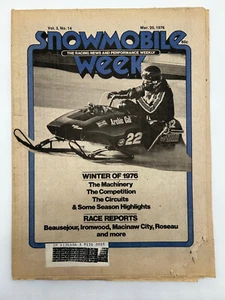 Vol. 3, No. 14
Mar. 20, 1976
SNOWMOBILE
THE RACING NEWS AND PERFORMANCE WEEKLY
WEEK
Arctic Cat
22
WINTER OF 1976
The Machinery
The Competition
The Circuits
& Some Season Highlights
RACE REPORTS
Beausejour, Ironwood, Macinaw City, Roseau
and more